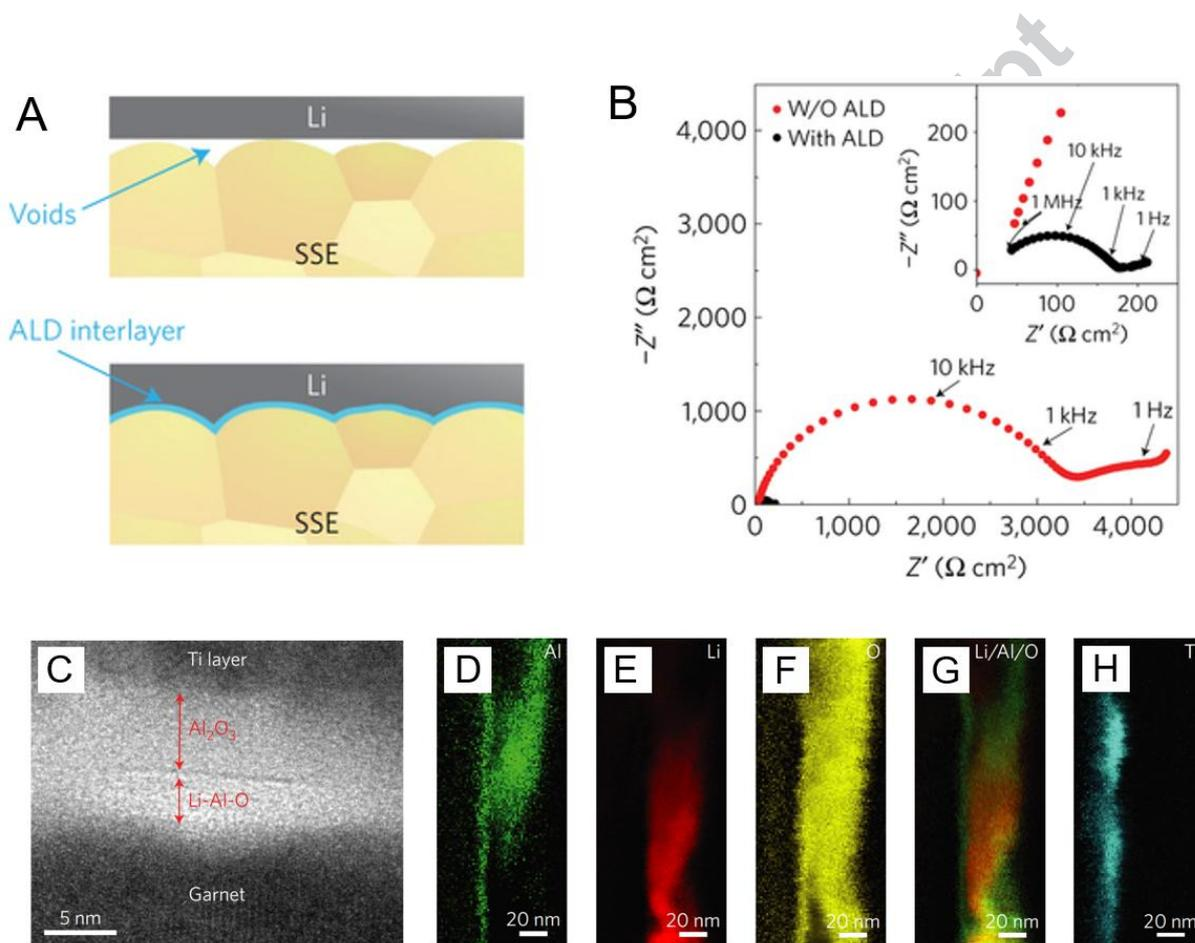 pt
A
Li
Voids
SSE
ALD interlayer
Li
SSE
B
W/O ALD
With ALD
4,000
3,000
2,000
1,000
0
−Z″ (Ω cm²)
0
1,000
2,000
3,000
4,000
Z′ (Ω cm²)
10 kHz
1 kHz
1 Hz
200
100
0
−Z″ (Ω cm²)
0
100
200
Z′ (Ω cm²)
10 kHz
1 MHz
1 kHz
1 Hz
C
Ti layer
Al₂O₃
Li-Al-O
Garnet
5 nm
D
Al
20 nm
E
Li
20 nm
F
O
20 nm
G
Li/Al/O
20 nm
H
T
20 nm